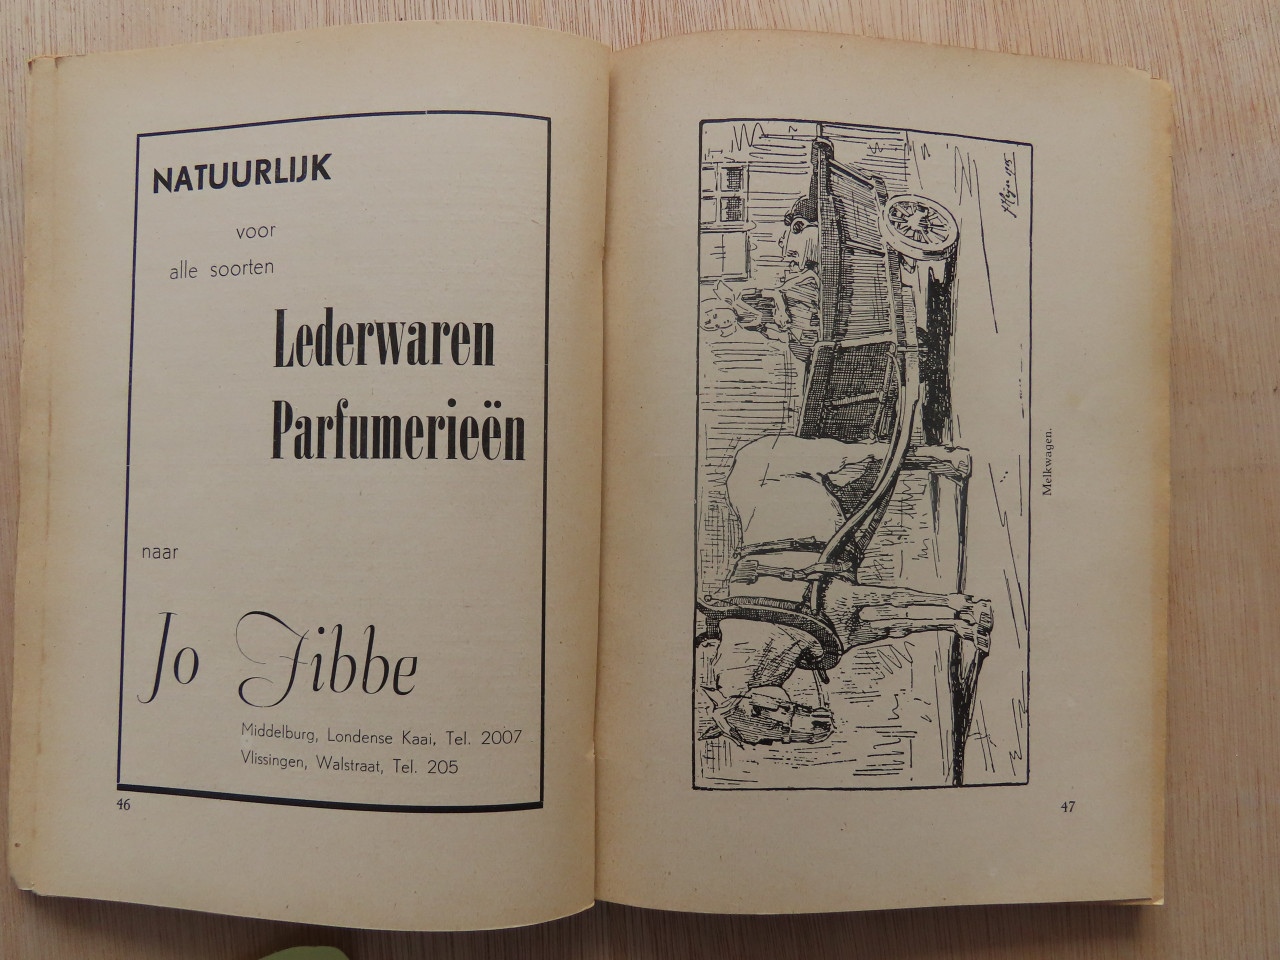 NATUURLIJK
voor
alle soorten
Lederwaren
Parfumerieën
naar
Jo Fibbe
Middelburg, Londense Kaai, Tel. 2007
Vlissingen, Walstraat, Tel. 205
46
Melkwagen.
47